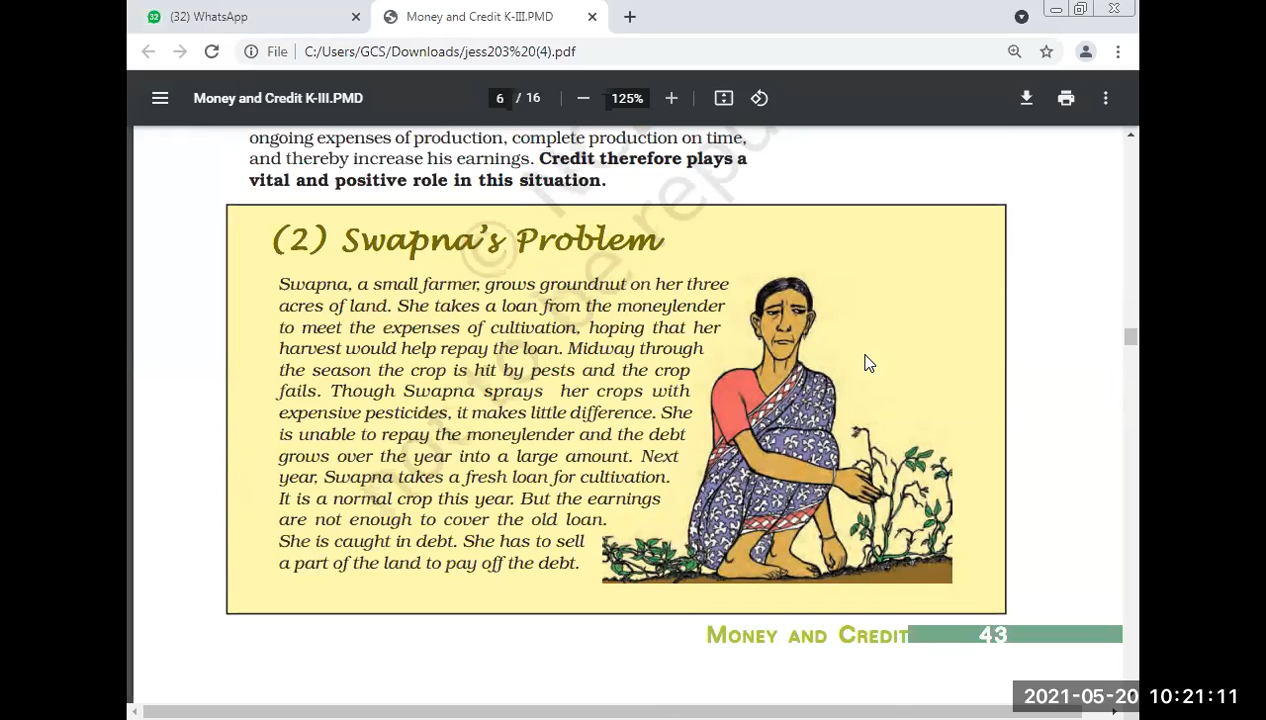 (32) WhatsApp
Money and Credit K-III.PMD
File C:/Users/GCS/Downloads/jess203%20(4).pdf
Money and Credit K-III.PMD
6 / 16
125%
ongoing expenses of production, complete production on time,
and thereby increase his earnings. Credit therefore plays a
vital and positive role in this situation.
(2) Swapna's Problem
Swapna, a small farmer, grows groundnut on her three
acres of land. She takes a loan from the moneylender
to meet the expenses of cultivation, hoping that her
harvest would help repay the loan. Midway through
the season the crop is hit by pests and the crop
fails. Though Swapna sprays her crops with
expensive pesticides, it makes little difference. She
is unable to repay the moneylender and the debt
grows over the year into a large amount. Next
year, Swapna takes a fresh loan for cultivation.
It is a normal crop this year. But the earnings
are not enough to cover the old loan.
She is caught in debt. She has to sell
a part of the land to pay off the debt.
MONEY AND CREDIT 43
2021-05-20 10:21:11